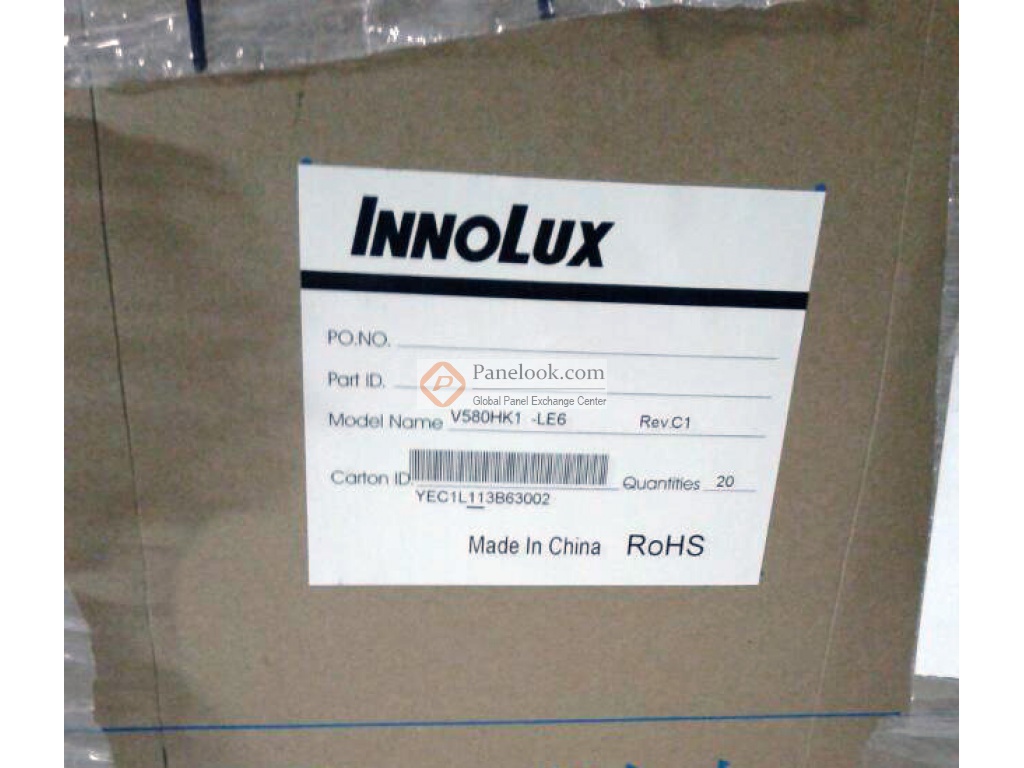 INNOLUX
PO.NO.
Part ID.
Panelook.com
Global Panel Exchange Center
Model Name V580HK1 -LE6 Rev.C1
Carton ID Quantities 20
YEC1L113B63002
Made In China RoHS